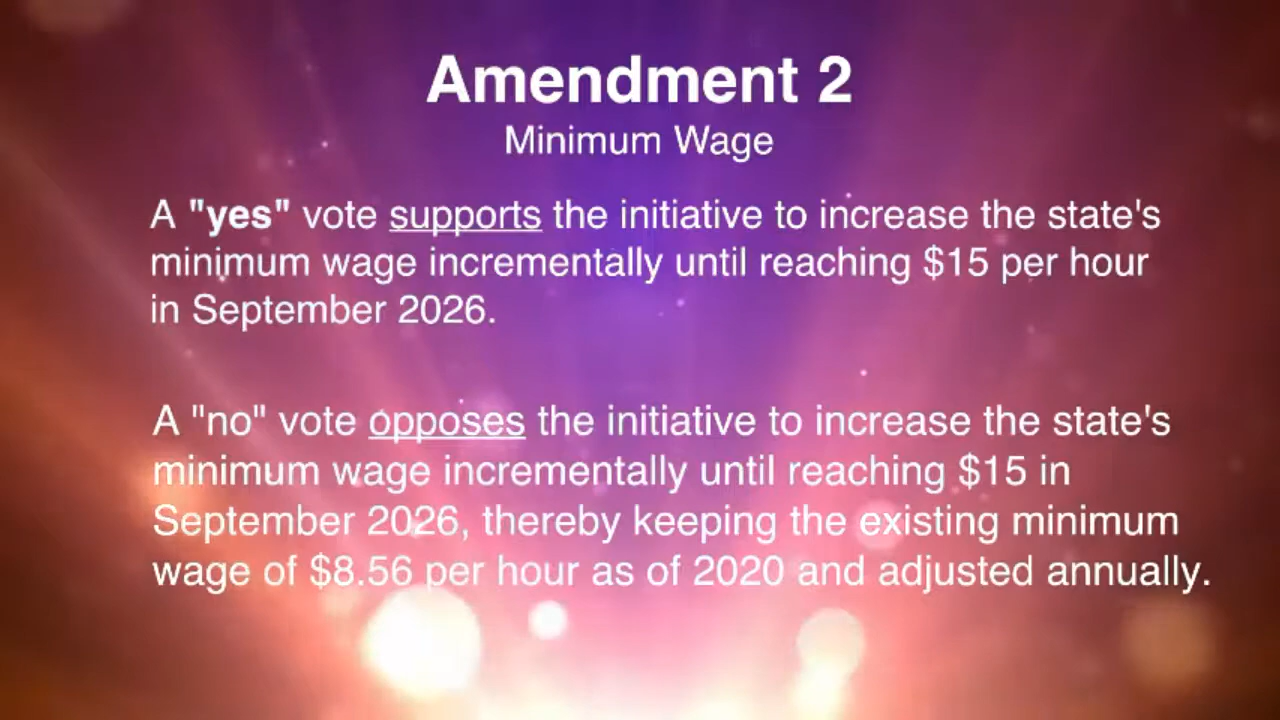 Amendment 2
Minimum Wage
A "yes" vote supports the initiative to increase the state's
minimum wage incrementally until reaching $15 per hour
in September 2026.
A "no" vote opposes the initiative to increase the state's
minimum wage incrementally until reaching $15 in
September 2026, thereby keeping the existing minimum
wage of $8.56 per hour as of 2020 and adjusted annually.